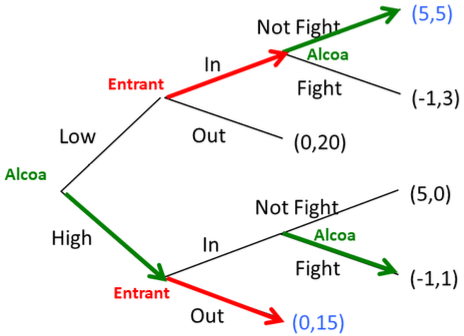 Not Fight
(5,5)
Alcoa
In
Entrant
Fight
(-1,3)
Low
Out
(0,20)
Alcoa
Not Fight
(5,0)
High
In
Alcoa
Entrant
Fight
(-1,1)
Out
(0,15)